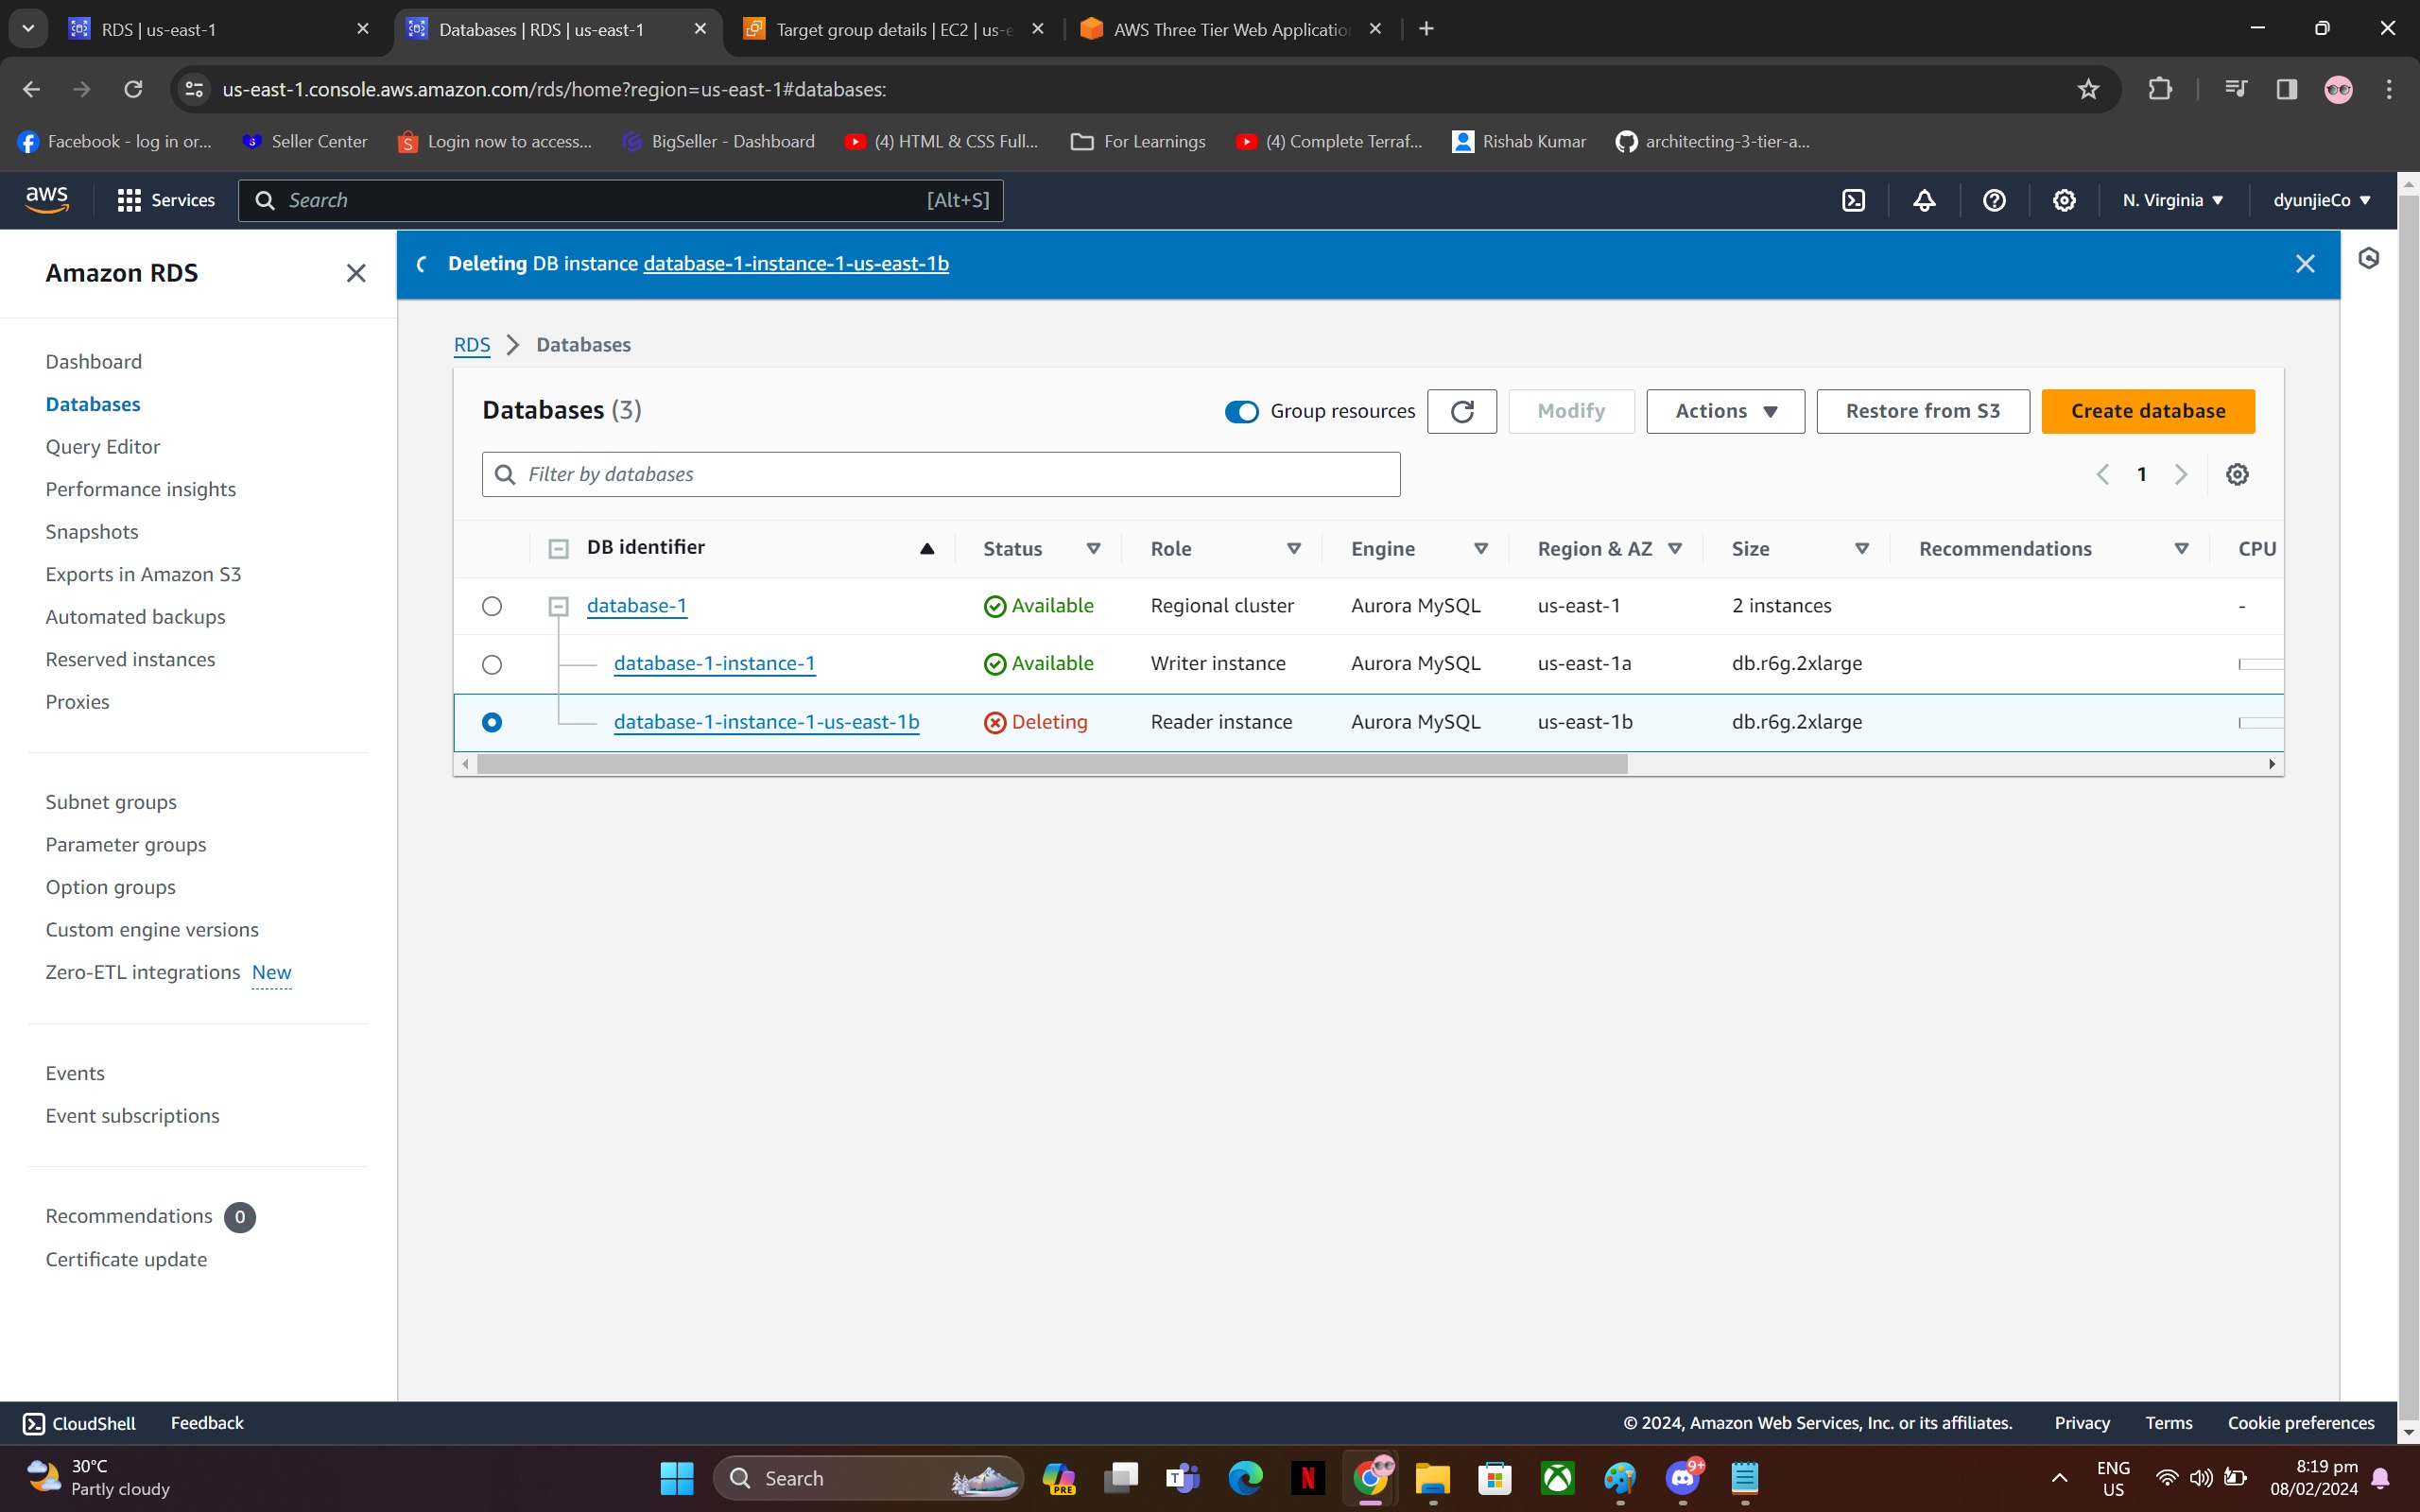 RDS | us-east-1
Databases | RDS | us-east-1
Target group details | EC2 | us-e
AWS Three Tier Web Applicatio
us-east-1.console.aws.amazon.com/rds/home?region=us-east-1#databases:
Facebook - log in or...
Seller Center
Login now to access...
BigSeller - Dashboard
(4) HTML & CSS Full...
For Learnings
(4) Complete Terraf...
Rishab Kumar
architecting-3-tier-a...
aws
Services
Search
[Alt+S]
N. Virginia
dyunjieCo
Amazon RDS
Dashboard
Databases
Query Editor
Performance insights
Snapshots
Exports in Amazon S3
Automated backups
Reserved instances
Proxies
Subnet groups
Parameter groups
Option groups
Custom engine versions
Zero-ETL integrations New
Events
Event subscriptions
Recommendations 0
Certificate update
Deleting DB instance database-1-instance-1-us-east-1b
RDS > Databases
Databases (3)
Group resources
Modify
Actions
Restore from S3
Create database
Filter by databases
1
DB identifier Status Role Engine Region & AZ Size Recommendations CPU
database-1 Available Regional cluster Aurora MySQL us-east-1 2 instances -
database-1-instance-1 Available Writer instance Aurora MySQL us-east-1a db.r6g.2xlarge
database-1-instance-1-us-east-1b Deleting Reader instance Aurora MySQL us-east-1b db.r6g.2xlarge
CloudShell
Feedback
© 2024, Amazon Web Services, Inc. or its affiliates.
Privacy
Terms
Cookie preferences
30°C
Partly cloudy
Search
PRE
T
N
9+
ENG
US
8:19 pm
08/02/2024